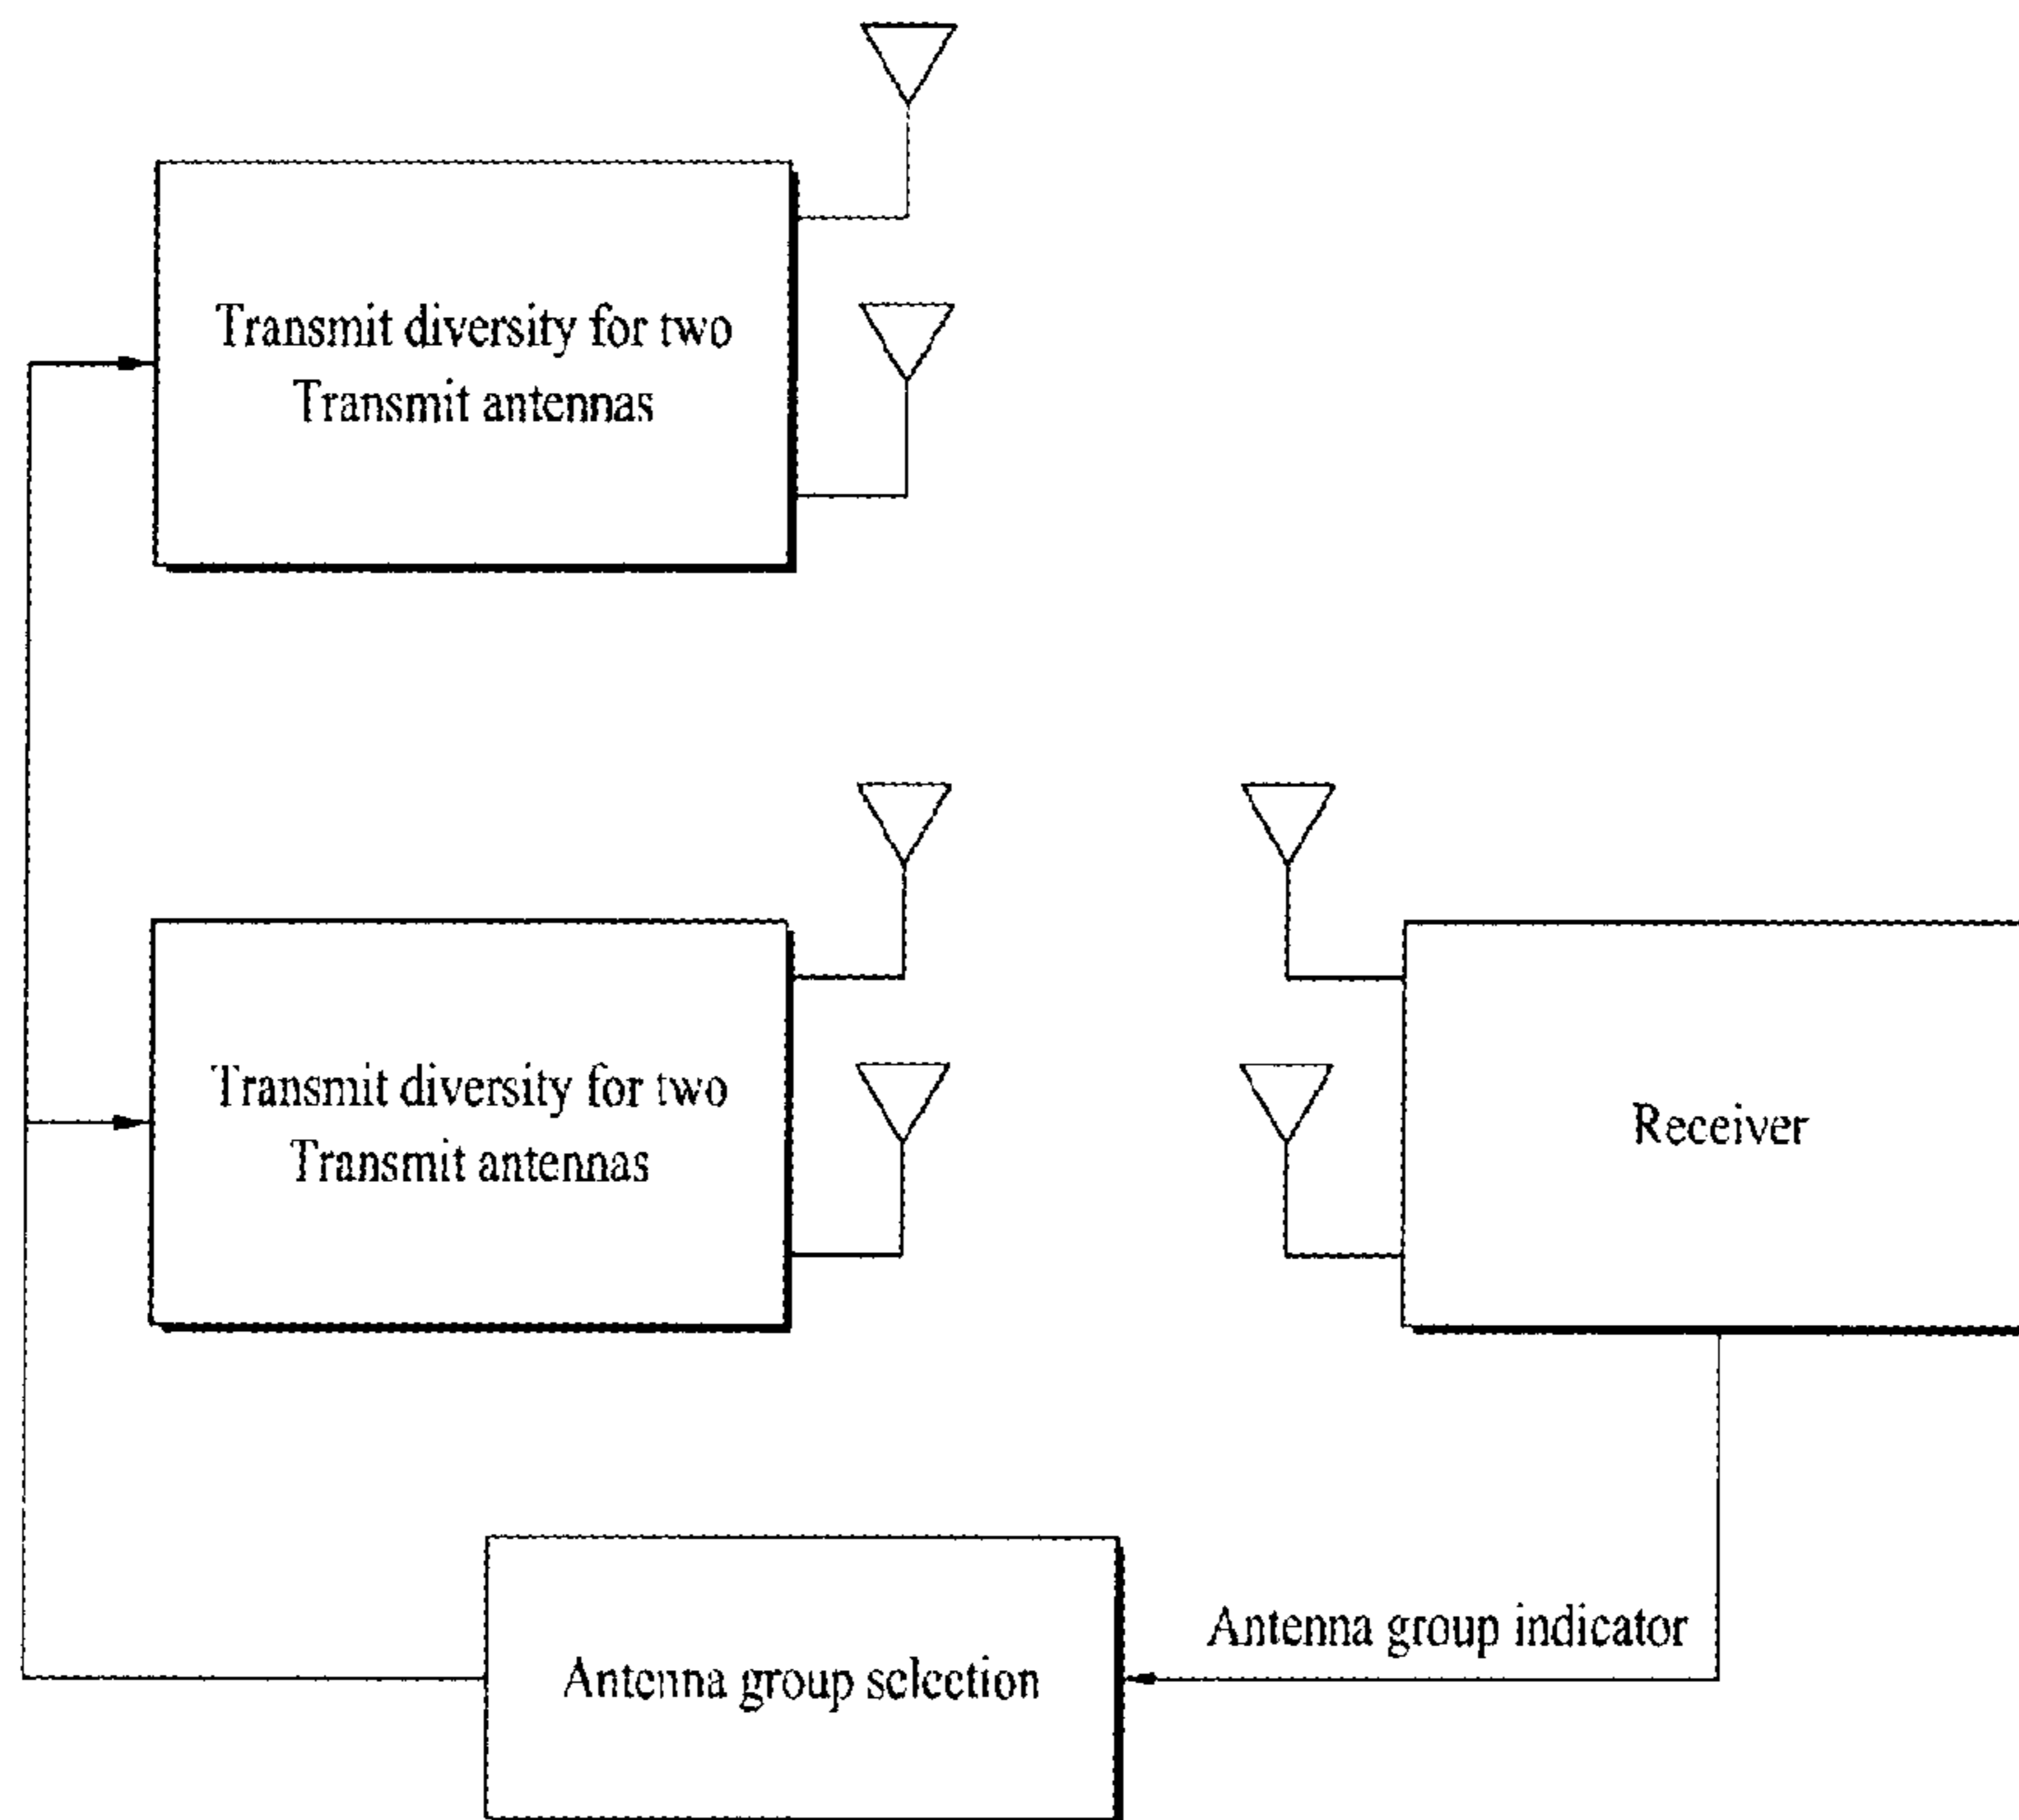 Transmit diversity for two
Transmit antennas
Transmit diversity for two
Transmit antennas
Receiver
Antenna group indicator
Antenna group selection